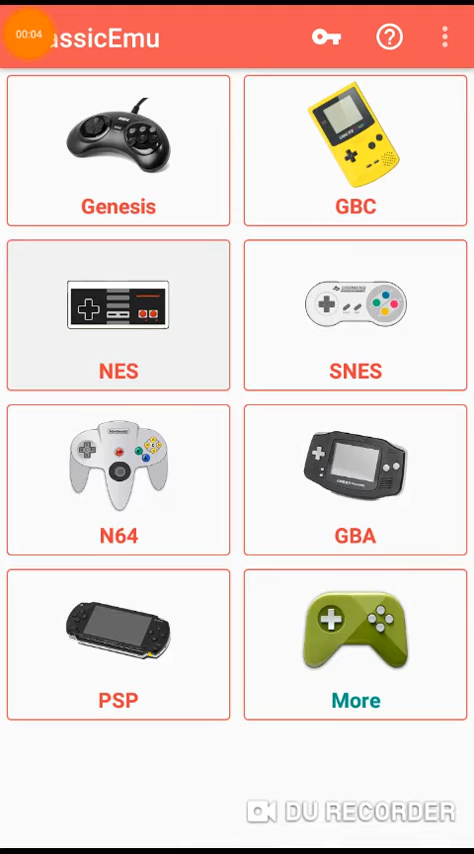 00:04
assicEmu
Genesis
GBC
NES
SNES
N64
GBA
PSP
More
DU RECORDER